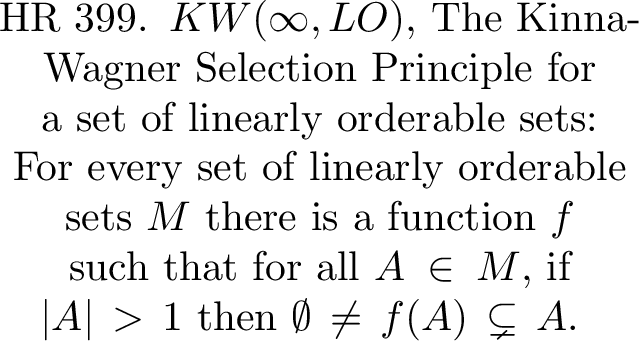 HR 399. KW(∞, LO), The Kinna-
Wagner Selection Principle for
a set of linearly orderable sets:
For every set of linearly orderable
sets M there is a function f
such that for all A ∈ M, if
|A| > 1 then ∅ ≠ f(A) ⊊ A.